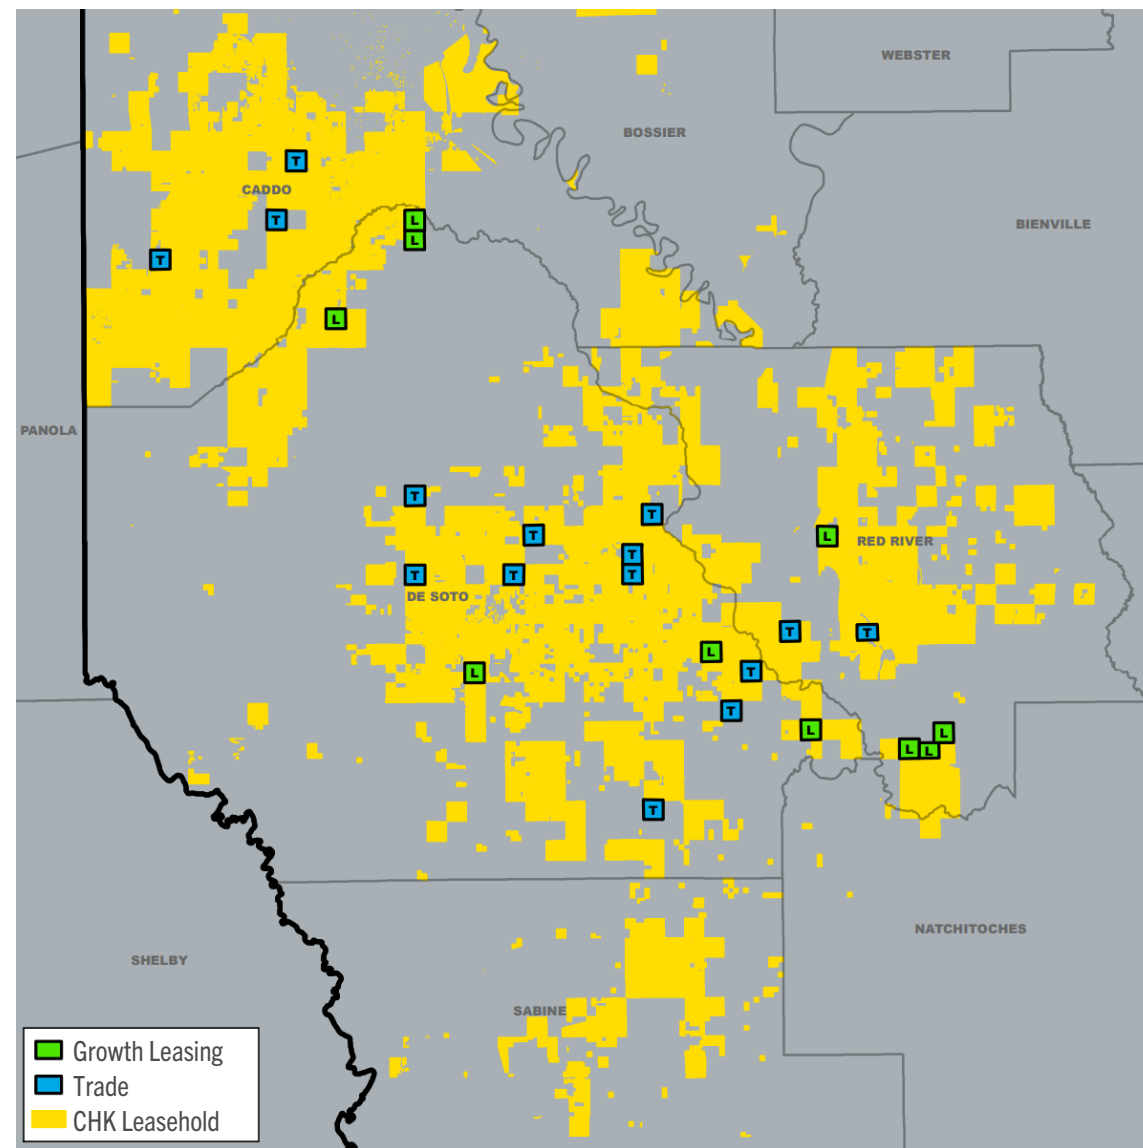 WEBSTER
BOSSIER
T
CADDO
T
L
BIENVILLE
L
T
L
PANOLA
T
T
T
L
RED RIVER
T
T
T
T
DE SOTO
T
T
L
L
T
T
L
L
L
L
T
NATCHITOCHES
SHELBY
SABINE
L Growth Leasing
T Trade
CHK Leasehold